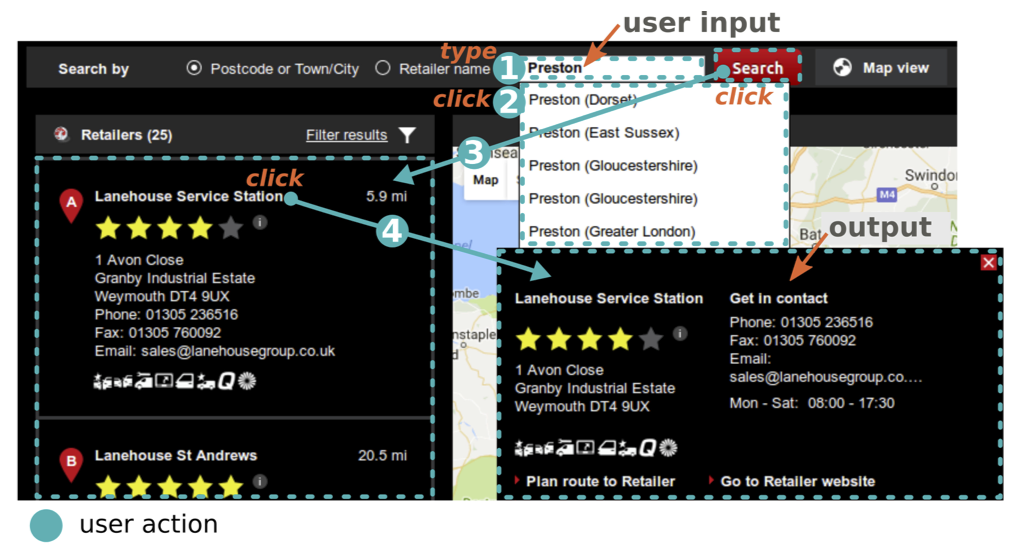 user input
type
Search by
Postcode or Town/City
Retailer name
1
Preston
Search
Map view
click
2
click
Preston (Dorset)
Preston (East Sussex)
Preston (Gloucestershire)
Preston (Gloucestershire)
Preston (Greater London)
Retailers (25)
Filter results
3
Map
Swindo
M4
Bat
click
A
Lanehouse Service Station
5.9 mi
i
1 Avon Close
Granby Industrial Estate
Weymouth DT4 9UX
Phone: 01305 236516
Fax: 01305 760092
Email: sales@lanehousegroup.co.uk
Q
4
output
mbe
nstaple
B
Lanehouse St Andrews
20.5 mi
i
Lanehouse Service Station
i
1 Avon Close
Granby Industrial Estate
Weymouth DT4 9UX
Q
Plan route to Retailer
Get in contact
Phone: 01305 236516
Fax: 01305 760092
Email:
sales@lanehousegroup.co....
Mon - Sat: 08:00 - 17:30
Go to Retailer website
user action